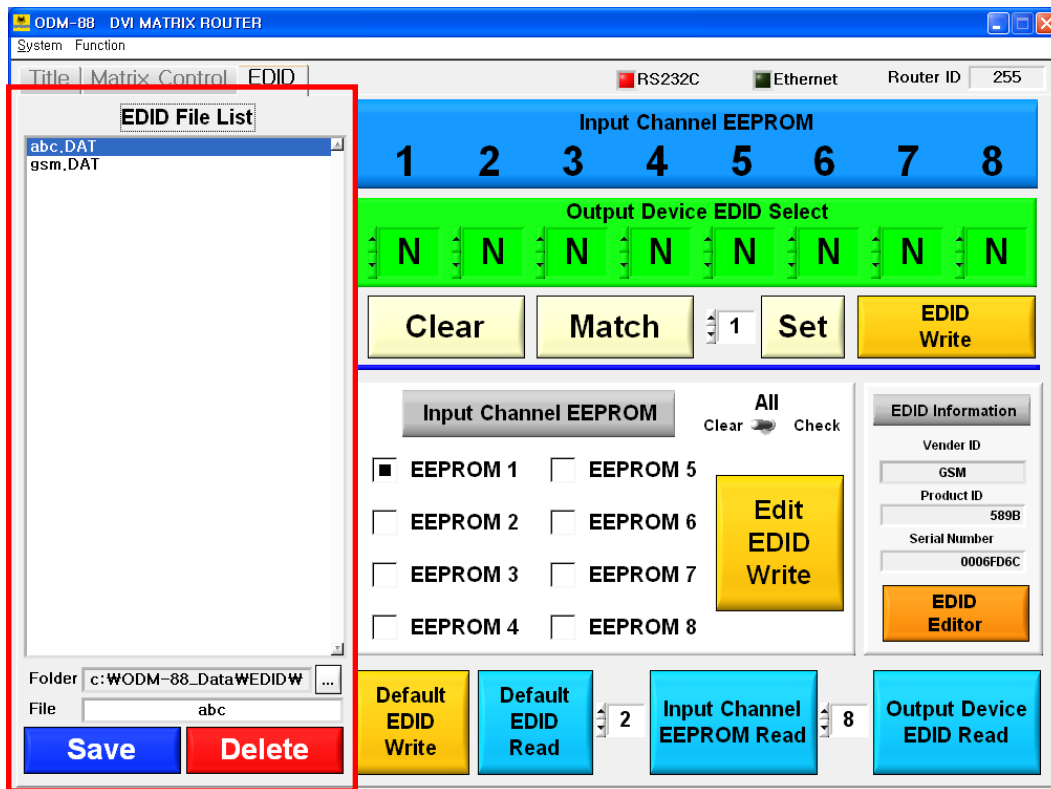 ODM-88 DVI MATRIX ROUTER
System Function
Title Matrix Control EDID
RS232C Ethernet Router ID 255
EDID File List
abc.DAT
gsm.DAT
Folder c:₩ODM-88_Data₩EDID₩ ...
File abc
Save Delete
Input Channel EEPROM
1 2 3 4 5 6 7 8
Output Device EDID Select
N N N N N N N N
Clear Match 1 Set EDID
Write
Input Channel EEPROM
All
Clear Check
EEPROM 1 EEPROM 5
EEPROM 2 EEPROM 6
EEPROM 3 EEPROM 7
EEPROM 4 EEPROM 8
Edit
EDID
Write
EDID Information
Vender ID
GSM
Product ID
589B
Serial Number
0006FD6C
EDID
Editor
Default
EDID
Write
Default
EDID
Read
2
Input Channel
EEPROM Read
8
Output Device
EDID Read